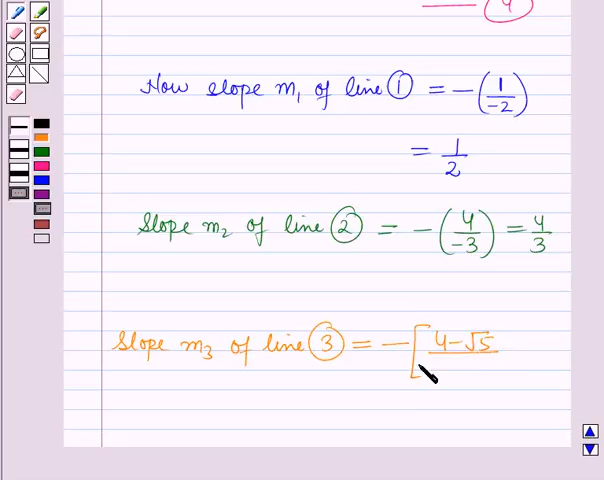 4
Now slope m₁ of line ① = -(1/-2)
= 1/2
Slope m₂ of line ② = -(4/-3) = 4/3
Slope m₃ of line ③ = -[4-√5